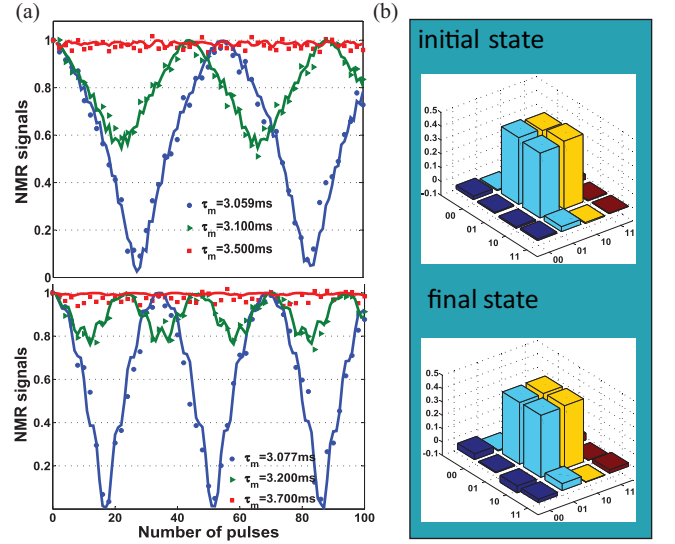 (a)
NMR signals
1
0.8
0.6
0.4
0.2
0
τm=3.059ms
τm=3.100ms
τm=3.500ms
NMR signals
1
0.8
0.6
0.4
0.2
τm=3.077ms
τm=3.200ms
τm=3.700ms
0 20 40 60 80 100
Number of pulses
(b)
initial state
0.5
0.4
0.3
0.2
0.1
0
-0.1
00
01
10
11
00
01
10
11
final state
0.5
0.4
0.3
0.2
0.1
0
-0.1
00
01
10
11
00
01
10
11